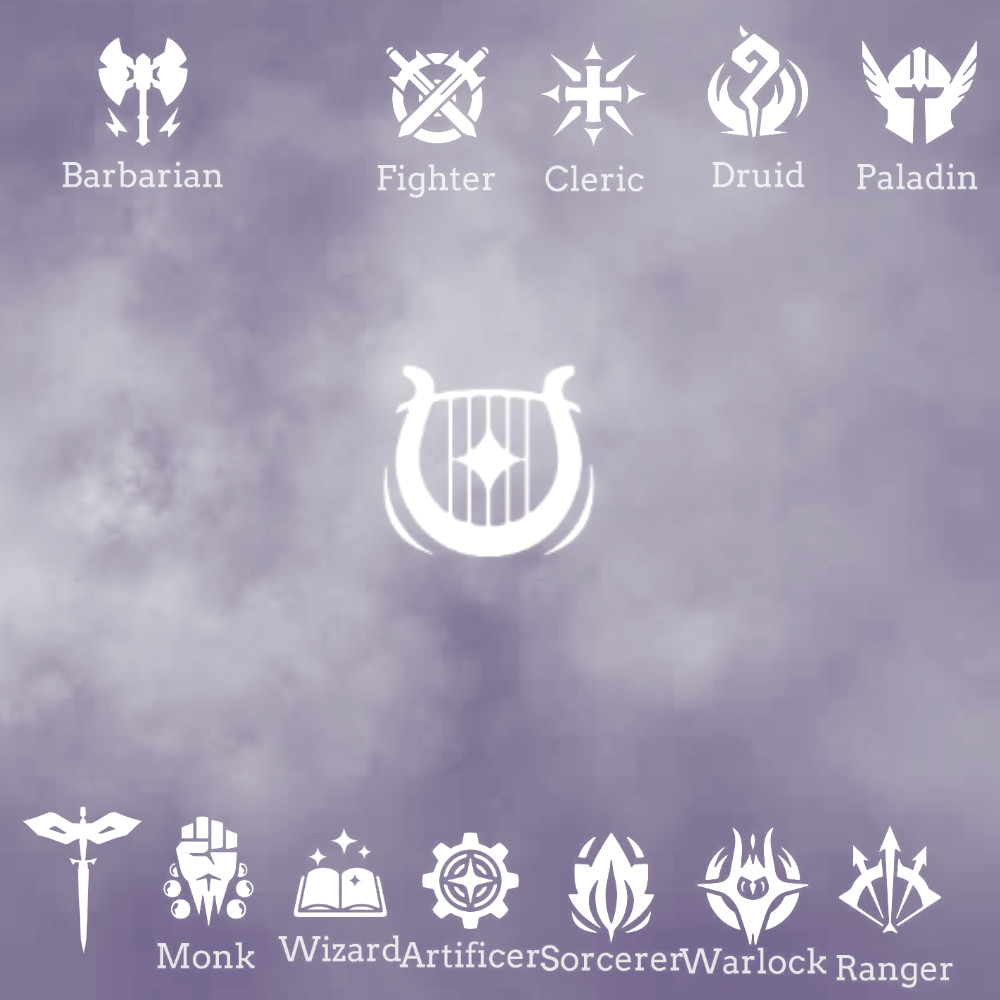 Barbarian
Fighter
Cleric
Druid
Paladin
Monk
Wizard
Artificer
Sorcerer
Warlock
Ranger